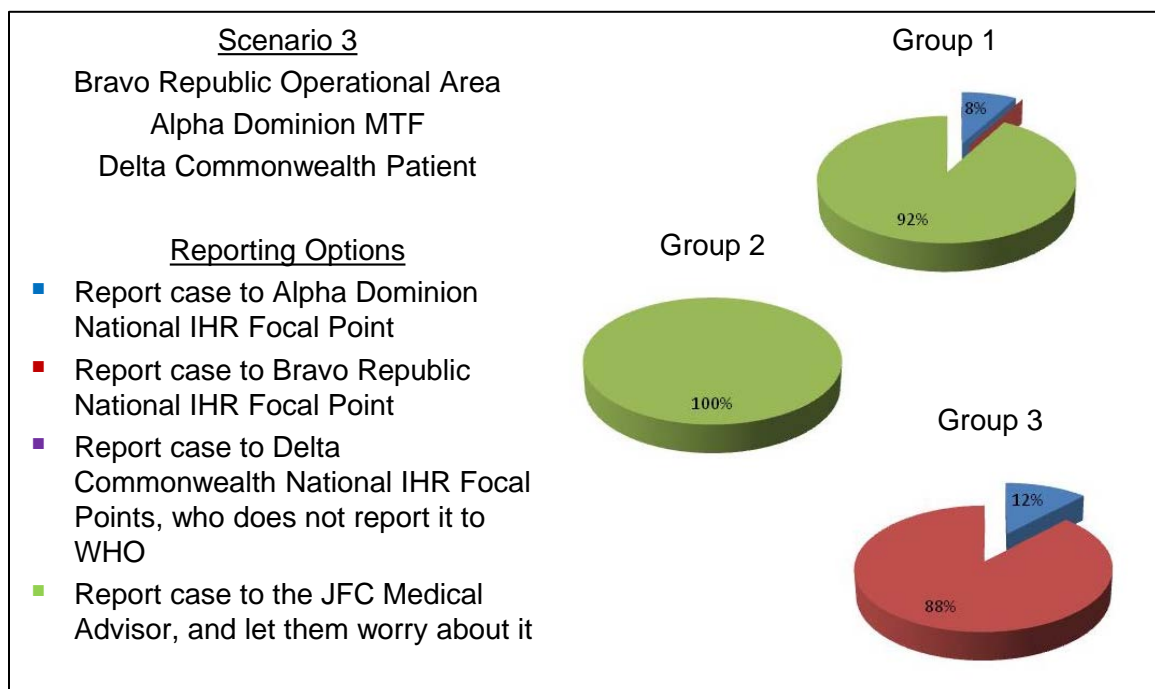 Scenario 3
Bravo Republic Operational Area
Alpha Dominion MTF
Delta Commonwealth Patient
Reporting Options
Report case to Alpha Dominion
National IHR Focal Point
Report case to Bravo Republic
National IHR Focal Point
Report case to Delta
Commonwealth National IHR Focal
Points, who does not report it to
WHO
Report case to the JFC Medical
Advisor, and let them worry about it
Group 1
8%
92%
Group 2
100%
Group 3
12%
88%